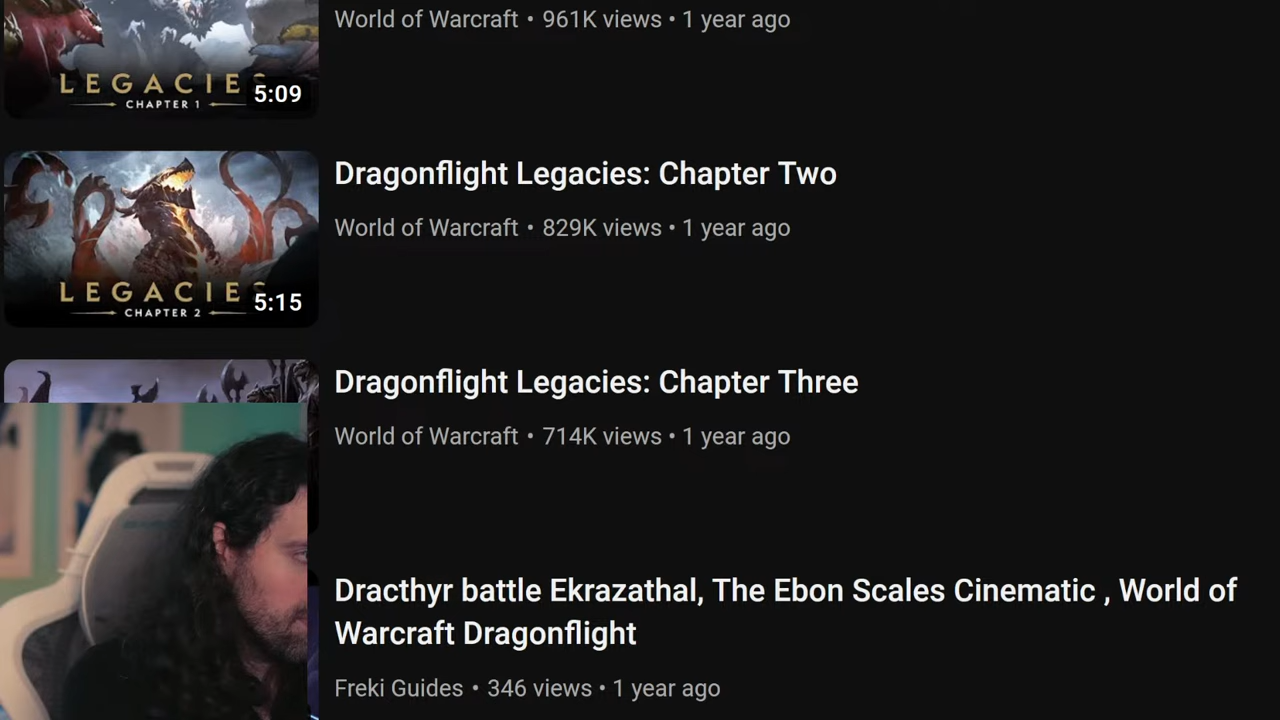 World of Warcraft • 961K views • 1 year ago
LEGACIES
CHAPTER 1
5:09
Dragonflight Legacies: Chapter Two
World of Warcraft • 829K views • 1 year ago
LEGACIES
CHAPTER 2
5:15
Dragonflight Legacies: Chapter Three
World of Warcraft • 714K views • 1 year ago
Dracthyr battle Ekrazathal, The Ebon Scales Cinematic , World of
Warcraft Dragonflight
Freki Guides • 346 views • 1 year ago